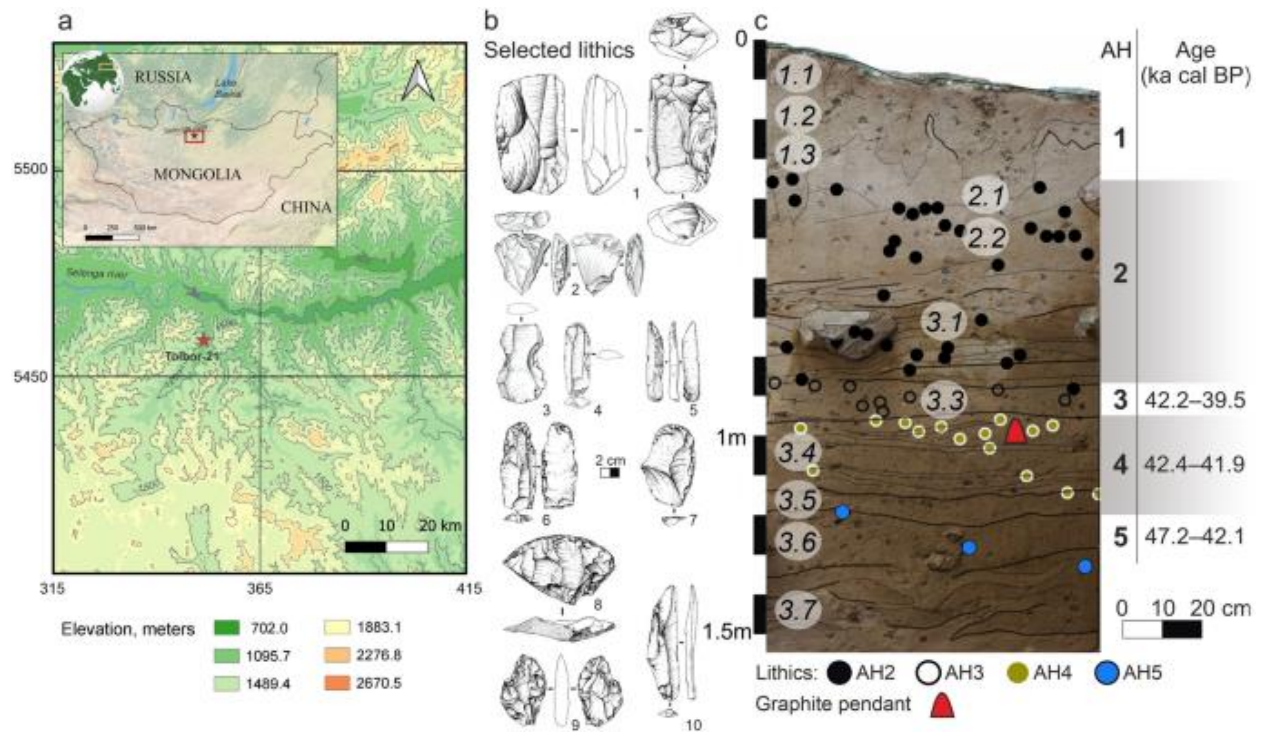 a
RUSSIA
Lake
Baikal
MONGOLIA
CHINA
0 250 500 km
5500
Selenga river
Tolbor-21
5450
0 10 20 km
315 365 415
Elevation, meters
702.0 1883.1
1095.7 2276.8
1489.4 2670.5
b
Selected lithics
1
2
3 4 5
2 cm
6 7
8
9 10
c
0
1m
1.5m
1.1
1.2
1.3
2.1
2.2
3.1
3.3
3.4
3.5
3.6
3.7
AH Age
(ka cal BP)
1
2
3 42.2–39.5
4 42.4–41.9
5 47.2–42.1
0 10 20 cm
Lithics: AH2 AH3 AH4 AH5
Graphite pendant